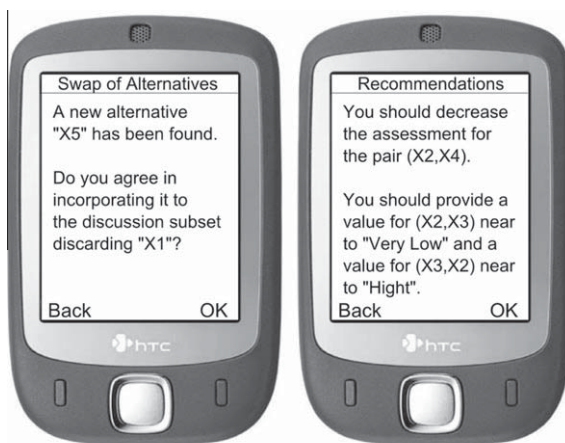 Swap of Alternatives
A new alternative
"X5" has been found.
Do you agree in
incorporating it to
the discussion subset
discarding "X1"?
Back OK
hTC
Recommendations
You should decrease
the assessment for
the pair (X2,X4).
You should provide a
value for (X2,X3) near
to "Very Low" and a
value for (X3,X2) near
to "Hight".
Back OK
hTC